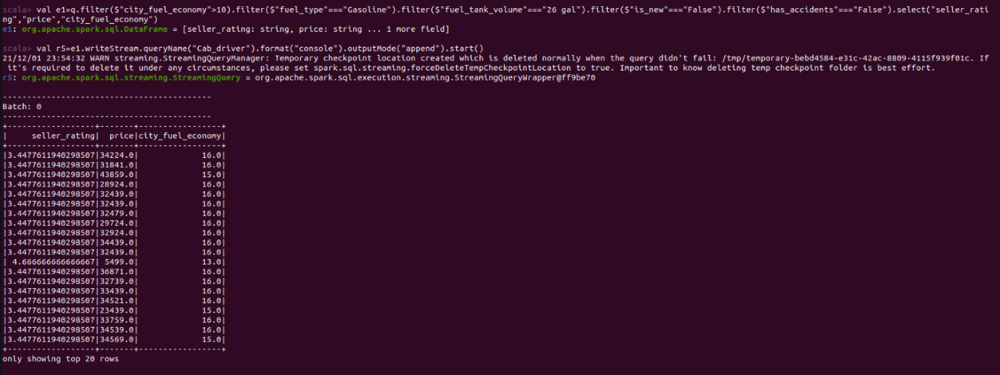 scala> val e1=q.filter($"city_fuel_economy">10).filter($"fuel_type"==="Gasoline").filter($"fuel_tank_volume"==="26 gal").filter($"is_new"==="False").filter($"has_accidents"==="False").select("seller_rati
ng","price","city_fuel_economy")
e1: org.apache.spark.sql.DataFrame = [seller_rating: string, price: string ... 1 more field]
scala> val r5=e1.writeStream.queryName("Cab_driver").format("console").outputMode("append").start()
21/12/01 23:54:32 WARN streaming.StreamingQueryManager: Temporary checkpoint location created which is deleted normally when the query didn't fail: /tmp/temporary-bebd4584-e31c-42ac-8809-4115f939f01c. If
 it's required to delete it under any circumstances, please set spark.sql.streaming.forceDeleteTempCheckpointLocation to true. Important to know deleting temp checkpoint folder is best effort.
r5: org.apache.spark.sql.streaming.StreamingQuery = org.apache.spark.sql.execution.streaming.StreamingQueryWrapper@ff9be70
-------------------------------------------
Batch: 0
-------------------------------------------
+------------------+-------+-----------------+
|     seller_rating|  price|city_fuel_economy|
+------------------+-------+-----------------+
|3.4477611940298507|34224.0|             16.0|
|3.4477611940298507|31841.0|             16.0|
|3.4477611940298507|43859.0|             15.0|
|3.4477611940298507|28924.0|             16.0|
|3.4477611940298507|32439.0|             16.0|
|3.4477611940298507|32439.0|             16.0|
|3.4477611940298507|32479.0|             16.0|
|3.4477611940298507|29724.0|             16.0|
|3.4477611940298507|32924.0|             16.0|
|3.4477611940298507|34439.0|             16.0|
|3.4477611940298507|32439.0|             16.0|
| 4.666666666666667| 5499.0|             13.0|
|3.4477611940298507|36871.0|             16.0|
|3.4477611940298507|32739.0|             16.0|
|3.4477611940298507|33439.0|             16.0|
|3.4477611940298507|34521.0|             16.0|
|3.4477611940298507|23439.0|             15.0|
|3.4477611940298507|33759.0|             16.0|
|3.4477611940298507|34539.0|             16.0|
|3.4477611940298507|34569.0|             15.0|
+------------------+-------+-----------------+
only showing top 20 rows